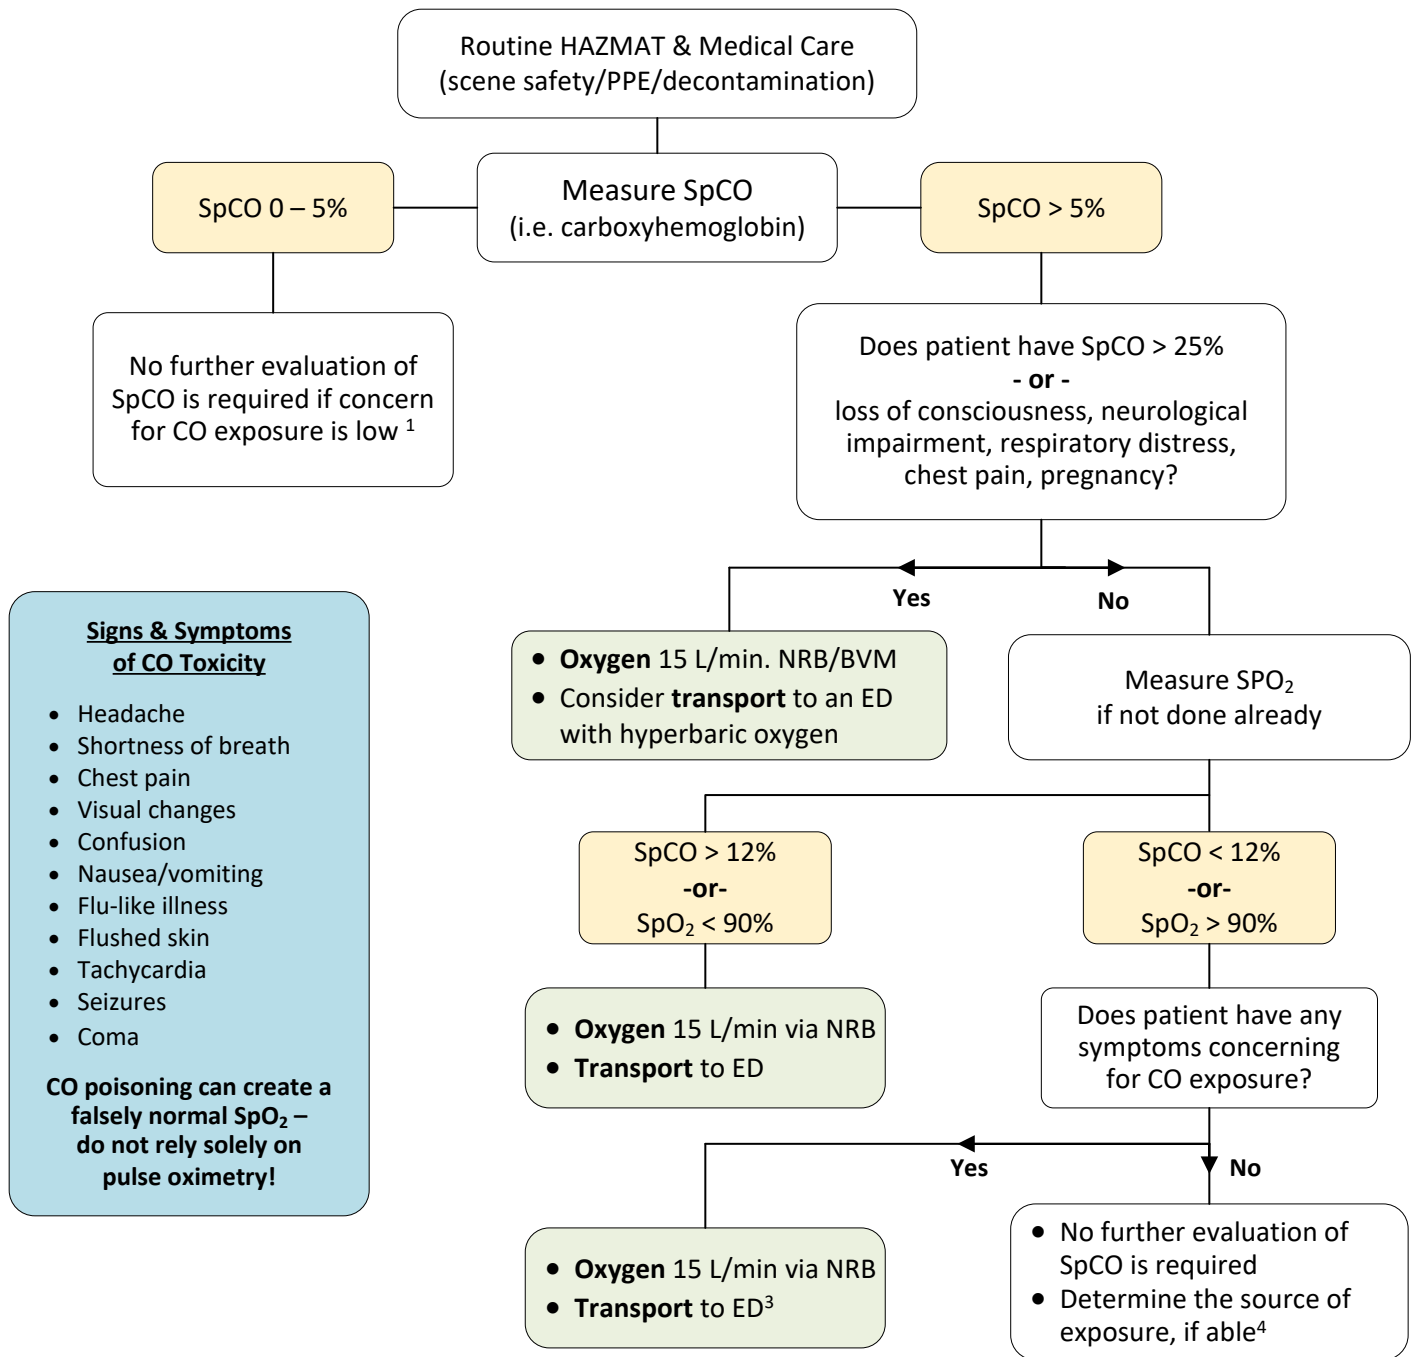 Routine HAZMAT & Medical Care
(scene safety/PPE/decontamination)
SpCO 0 – 5%
Measure SpCO
(i.e. carboxyhemoglobin)
SpCO > 5%
No further evaluation of
SpCO is required if concern
for CO exposure is low 1
Does patient have SpCO > 25%
- or -
loss of consciousness, neurological
impairment, respiratory distress,
chest pain, pregnancy?
Yes
No
Signs & Symptoms
of CO Toxicity
• Headache
• Shortness of breath
• Chest pain
• Visual changes
• Confusion
• Nausea/vomiting
• Flu-like illness
• Flushed skin
• Tachycardia
• Seizures
• Coma
CO poisoning can create a
falsely normal SpO2 –
do not rely solely on
pulse oximetry!
• Oxygen 15 L/min. NRB/BVM
• Consider transport to an ED
with hyperbaric oxygen
Measure SPO2
if not done already
SpCO > 12%
-or-
SpO2 < 90%
SpCO < 12%
-or-
SpO2 > 90%
• Oxygen 15 L/min via NRB
• Transport to ED
Does patient have any
symptoms concerning
for CO exposure?
Yes
No
• Oxygen 15 L/min via NRB
• Transport to ED3
• No further evaluation of
SpCO is required
• Determine the source of
exposure, if able4